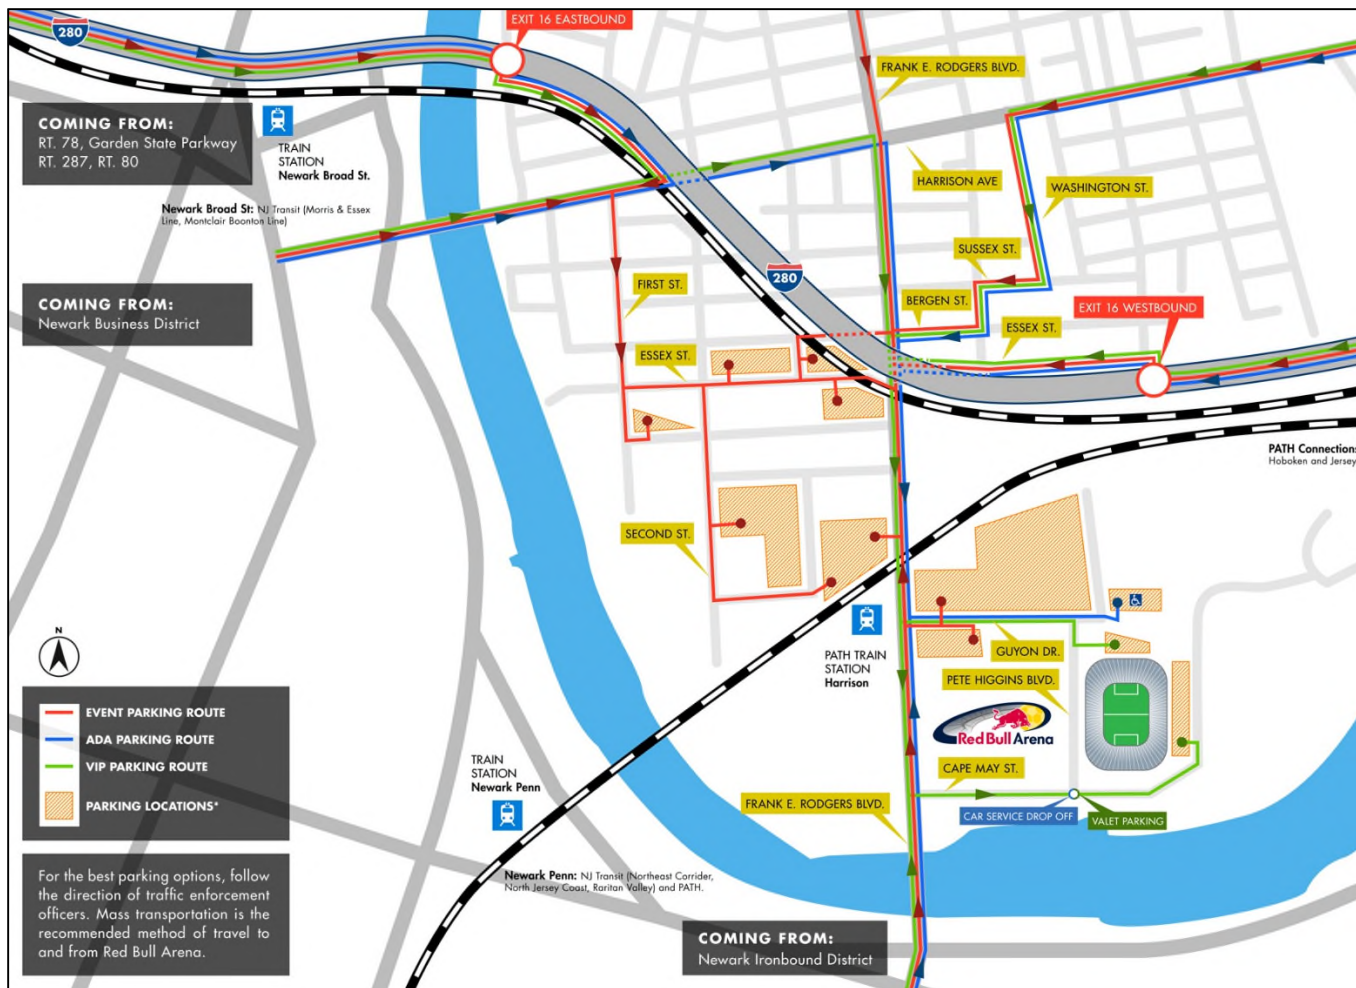 280
EXIT 16 EASTBOUND
FRANK E. RODGERS BLVD.
COMING FROM:
RT. 78, Garden State Parkway
RT. 287, RT. 80
TRAIN
STATION
Newark Broad St.
HARRISON AVE
WASHINGTON ST.
Newark Broad St: NJ Transit (Morris & Essex
Line, Montclair Boonton Line)
SUSSEX ST.
280
FIRST ST.
BERGEN ST.
EXIT 16 WESTBOUND
COMING FROM:
Newark Business District
ESSEX ST.
ESSEX ST.
PATH Connections
Hoboken and Jersey
SECOND ST.
N
PATH TRAIN
STATION
Harrison
GUYON DR.
PETE HIGGINS BLVD.
Red Bull Arena
EVENT PARKING ROUTE
ADA PARKING ROUTE
VIP PARKING ROUTE
PARKING LOCATIONS*
TRAIN
STATION
Newark Penn
CAPE MAY ST.
FRANK E. RODGERS BLVD.
CAR SERVICE DROP OFF
VALET PARKING
For the best parking options, follow
the direction of traffic enforcement
officers. Mass transportation is the
recommended method of travel to
and from Red Bull Arena.
Newark Penn: NJ Transit (Northeast Corrider,
North Jersey Coast, Raritan Valley) and PATH.
COMING FROM:
Newark Ironbound District